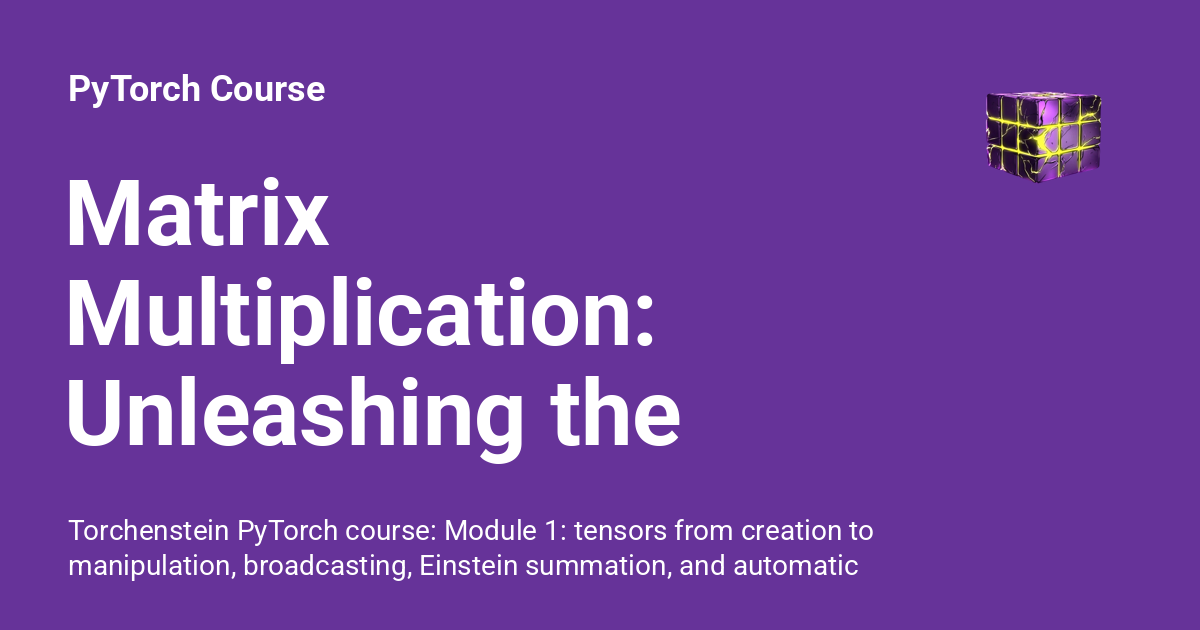 PyTorch Course
Matrix
Multiplication:
Unleashing the
Torchenstein PyTorch course: Module 1: tensors from creation to
manipulation, broadcasting, Einstein summation, and automatic